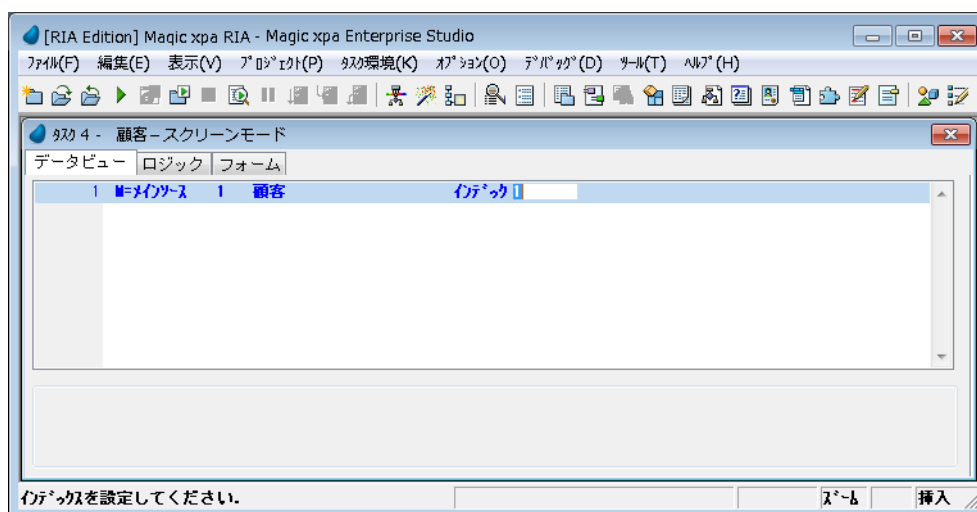 [RIA Edition] Magic xpa RIA - Magic xpa Enterprise Studio
ﾌｧｲﾙ(F) 編集(E) 表示(V) ﾌﾟﾛｼﾞｪｸﾄ(P) ﾀｽｸ環境(K) ｵﾌﾟｼｮﾝ(O) ﾃﾞﾊﾞｯｸﾞ(D) ﾂｰﾙ(T) ﾍﾙﾌﾟ(H)
ﾀｽｸ 4 - 顧客－スクリーンモード
データビュー ロジック フォーム
1 M=ﾒｲﾝｿｰｽ 1 顧客 ｲﾝﾃﾞｯｸ 1
ｲﾝﾃﾞｯｸｽを設定してください. ｽﾞｰﾑ 挿入